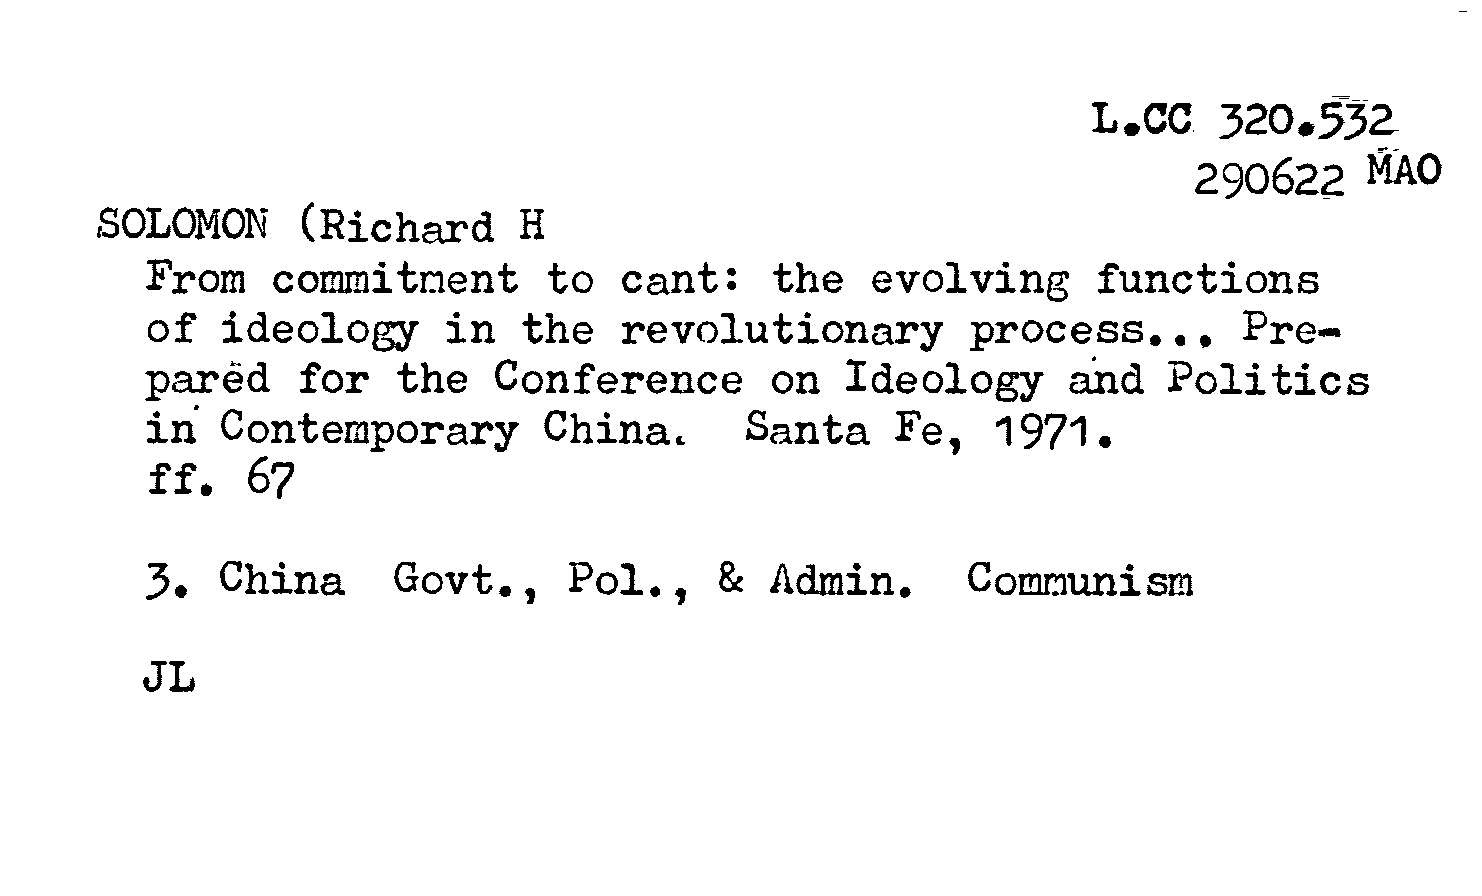 L.CC 320.532
290622 MAO
SOLOMON (Richard H
From commitment to cant: the evolving functions
of ideology in the revolutionary process... Pre-
pared for the Conference on Ideology and Politics
in Contemporary China. Santa Fe, 1971.
ff. 67
3. China Govt., Pol., & Admin. Communism
JL